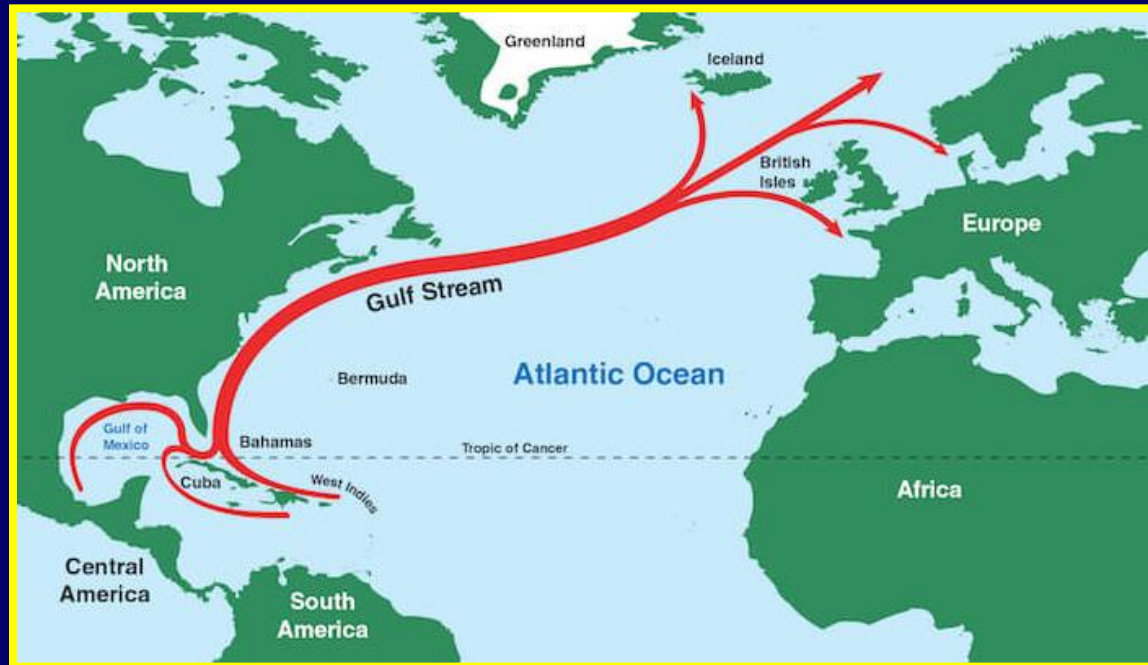 Greenland
Iceland
British
Isles
Europe
North
America
Gulf Stream
Bermuda
Atlantic Ocean
Gulf of
Mexico
Bahamas
Tropic of Cancer
Cuba
West Indies
Africa
Central
America
South
America